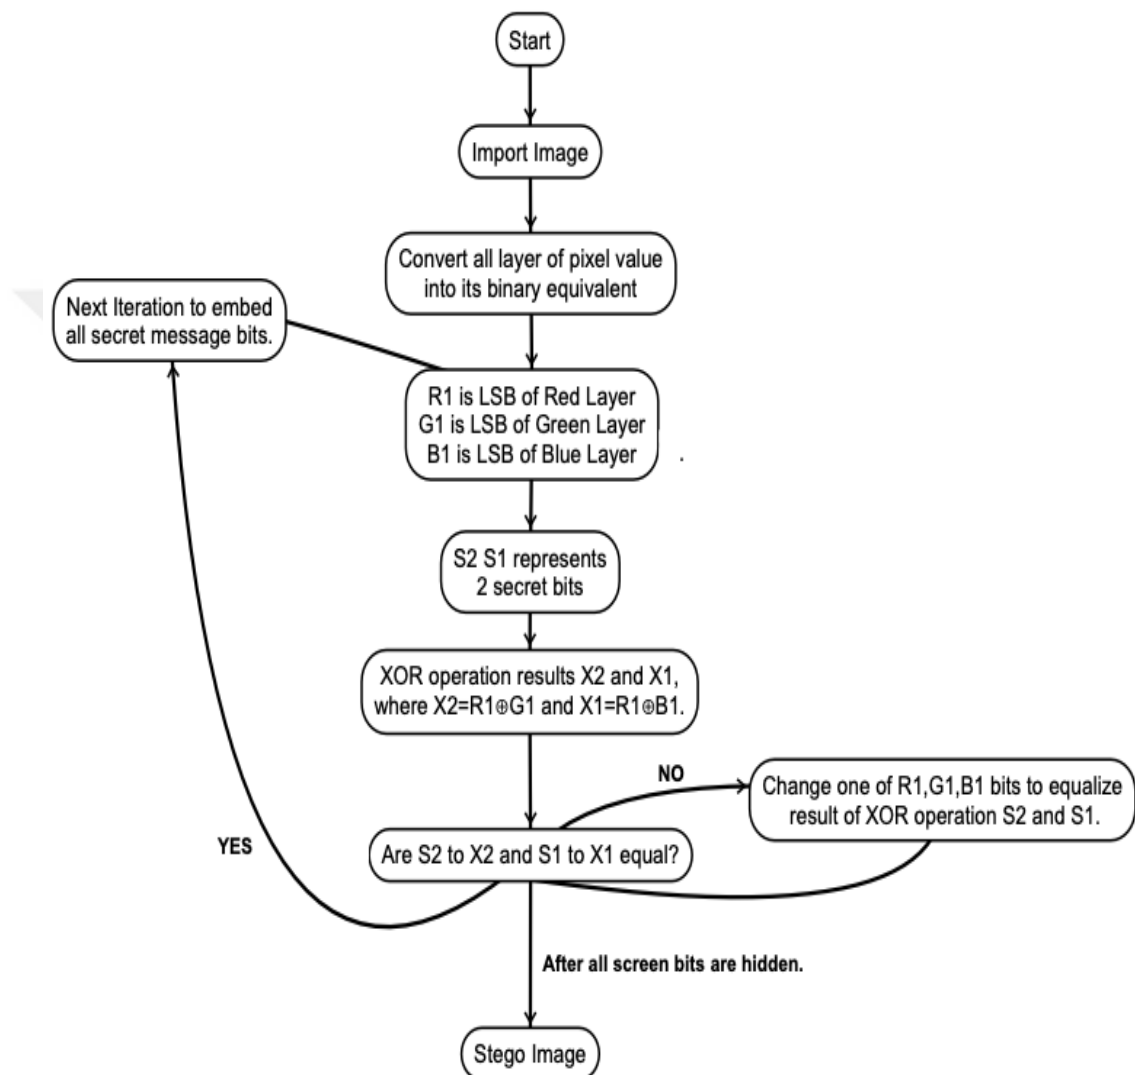 Start
Import Image
Convert all layer of pixel value
into its binary equivalent
Next Iteration to embed
all secret message bits.
R1 is LSB of Red Layer
G1 is LSB of Green Layer
B1 is LSB of Blue Layer
.
S2 S1 represents
2 secret bits
XOR operation results X2 and X1,
where X2=R1⊕G1 and X1=R1⊕B1.
NO
Change one of R1,G1,B1 bits to equalize
result of XOR operation S2 and S1.
YES
Are S2 to X2 and S1 to X1 equal?
After all screen bits are hidden.
Stego Image